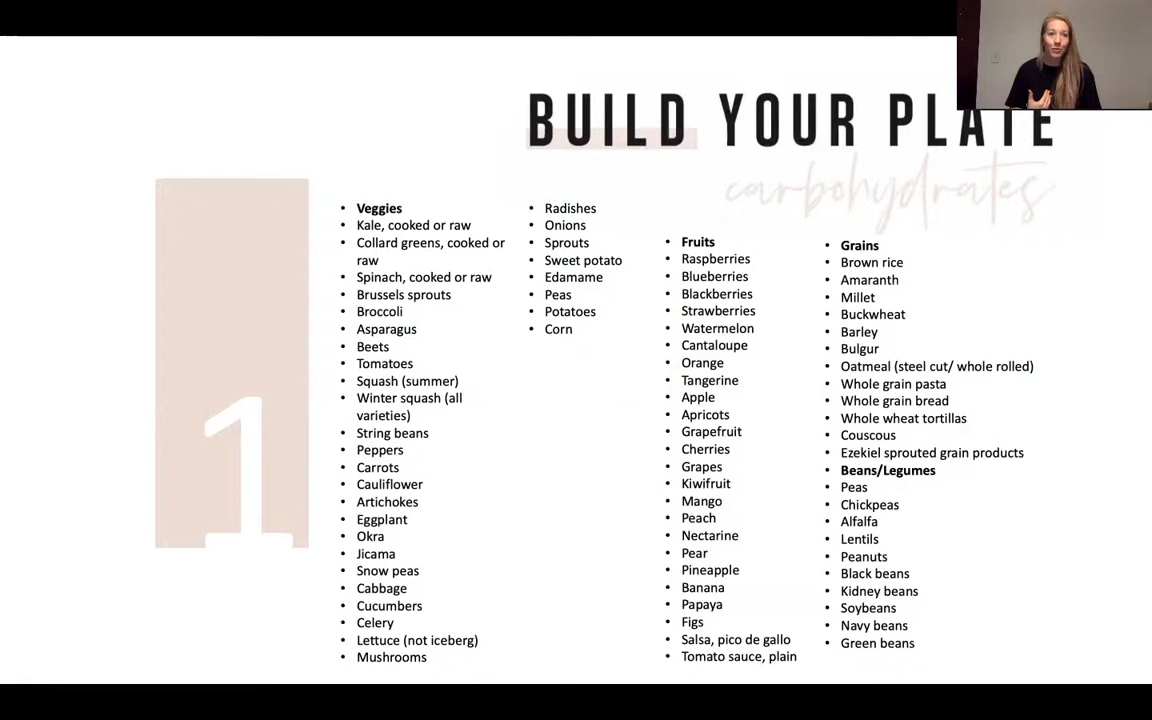 BUILD YOUR PLATE
carbohydrates
1
• Veggies
• Kale, cooked or raw
• Collard greens, cooked or
raw
• Spinach, cooked or raw
• Brussels sprouts
• Broccoli
• Asparagus
• Beets
• Tomatoes
• Squash (summer)
• Winter squash (all
varieties)
• String beans
• Peppers
• Carrots
• Cauliflower
• Artichokes
• Eggplant
• Okra
• Jicama
• Snow peas
• Cabbage
• Cucumbers
• Celery
• Lettuce (not iceberg)
• Mushrooms
• Radishes
• Onions
• Sprouts
• Sweet potato
• Edamame
• Peas
• Potatoes
• Corn
• Fruits
• Raspberries
• Blueberries
• Blackberries
• Strawberries
• Watermelon
• Cantaloupe
• Orange
• Tangerine
• Apple
• Apricots
• Grapefruit
• Cherries
• Grapes
• Kiwifruit
• Mango
• Peach
• Nectarine
• Pear
• Pineapple
• Banana
• Papaya
• Figs
• Salsa, pico de gallo
• Tomato sauce, plain
• Grains
• Brown rice
• Amaranth
• Millet
• Buckwheat
• Barley
• Bulgur
• Oatmeal (steel cut/ whole rolled)
• Whole grain pasta
• Whole grain bread
• Whole wheat tortillas
• Couscous
• Ezekiel sprouted grain products
• Beans/Legumes
• Peas
• Chickpeas
• Alfalfa
• Lentils
• Peanuts
• Black beans
• Kidney beans
• Soybeans
• Navy beans
• Green beans